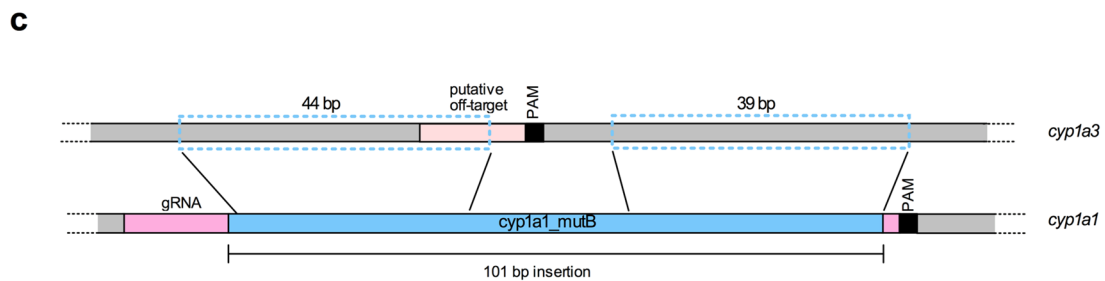 c
44 bp
putative
off-target
PAM
39 bp
cyp1a3
gRNA
cyp1a1_mutB
PAM
cyp1a1
101 bp insertion